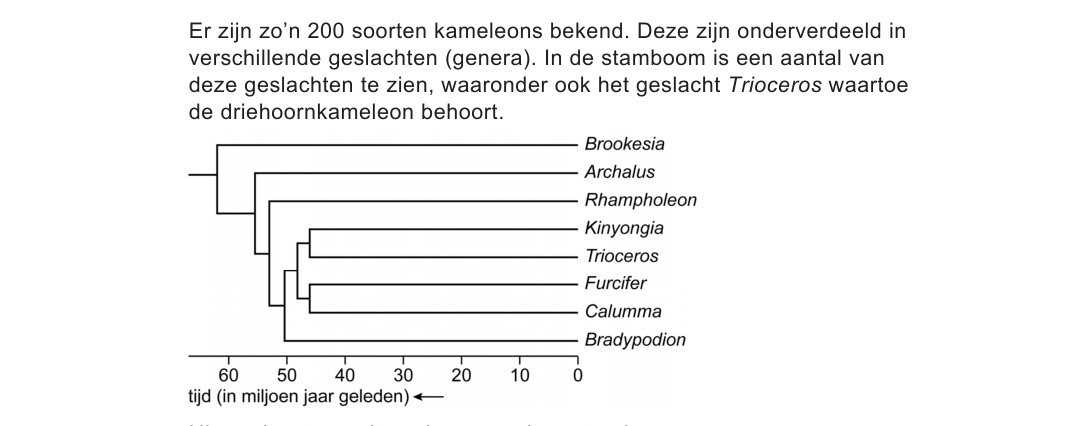 Er zijn zo’n 200 soorten kameleons bekend. Deze zijn onderverdeeld in
verschillende geslachten (genera). In de stamboom is een aantal van
deze geslachten te zien, waaronder ook het geslacht Trioceros waartoe
de driehoornkameleon behoort.
Brookesia
Archalus
Rhampholeon
Kinyongia
Trioceros
Furcifer
Calumma
Bradypodion
60 50 40 30 20 10 0
tijd (in miljoen jaar geleden)